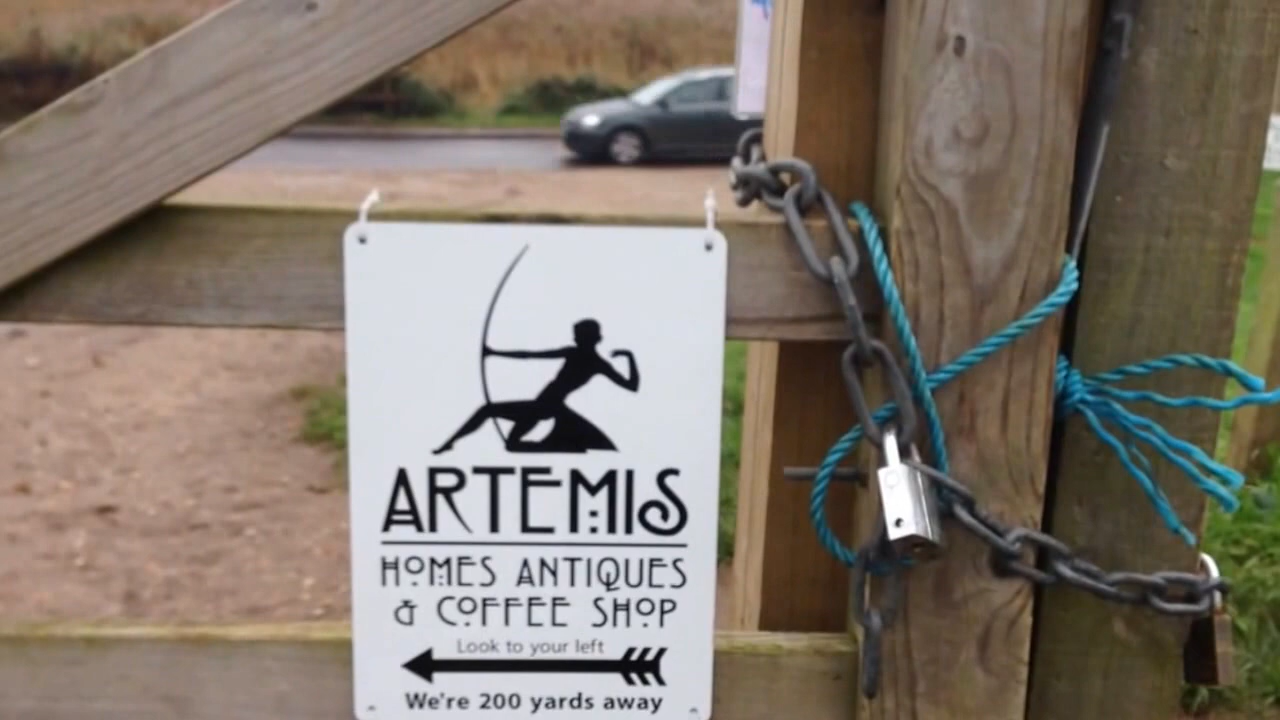 ARTEMIS
HOMES ANTIQUES
& COFFEE SHOP
Look to your left
We're 200 yards away